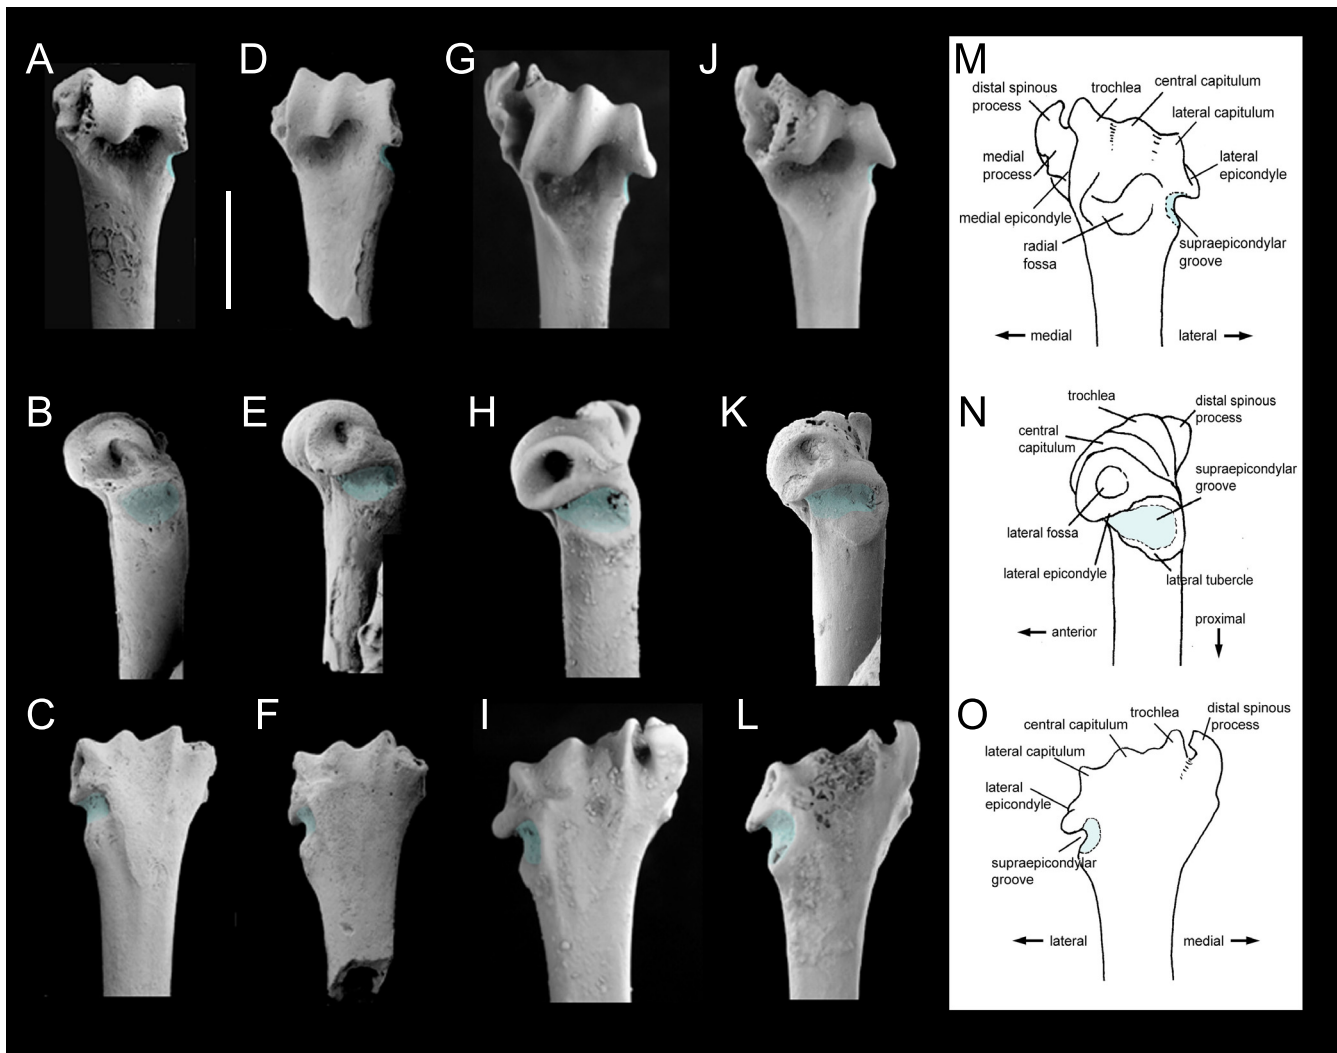 A
D
G
J
M
distal spinous
process
trochlea
central capitulum
lateral capitulum
medial
process
lateral
epicondyle
medial epicondyle
radial
fossa
supraepicondylar
groove
medial
lateral
B
E
H
K
N
trochlea
distal spinous
process
central
capitulum
supraepicondylar
groove
lateral fossa
lateral epicondyle
lateral tubercle
proximal
anterior
C
F
I
L
O
distal spinous
process
trochlea
central capitulum
lateral capitulum
lateral
epicondyle
supraepicondylar
groove
lateral
medial